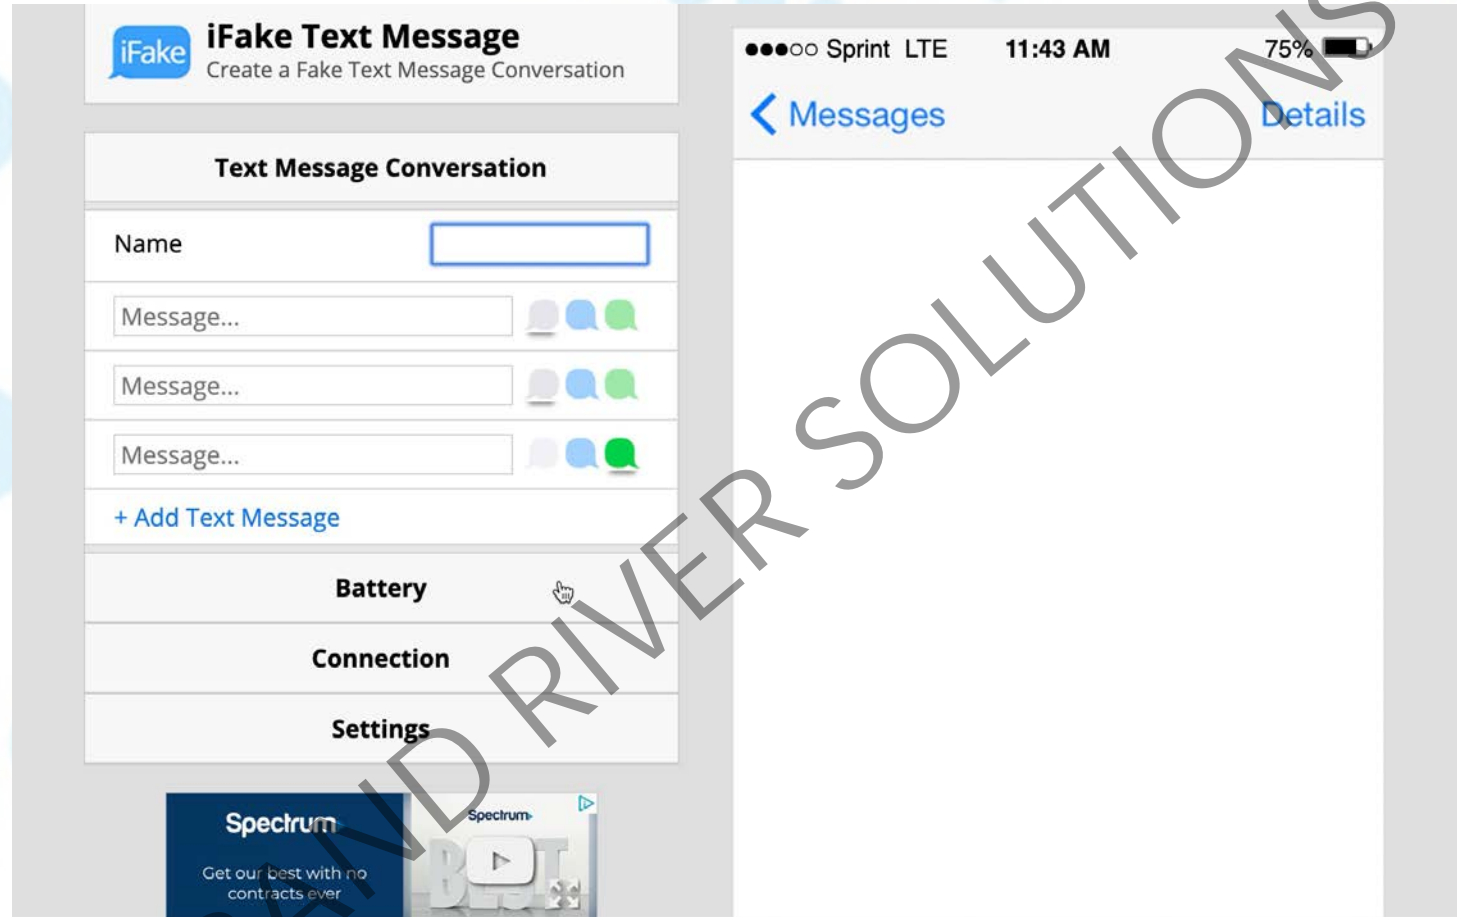 iFake
iFake Text Message
Create a Fake Text Message Conversation
Text Message Conversation
Name
Message...
Message...
Message...
+ Add Text Message
Battery
Connection
Settings
Spectrum
Get our best with no
contracts ever
Spectrum
BEST
Sprint LTE 11:43 AM 75%
Messages Details
AND RIVER SOLUTIONS